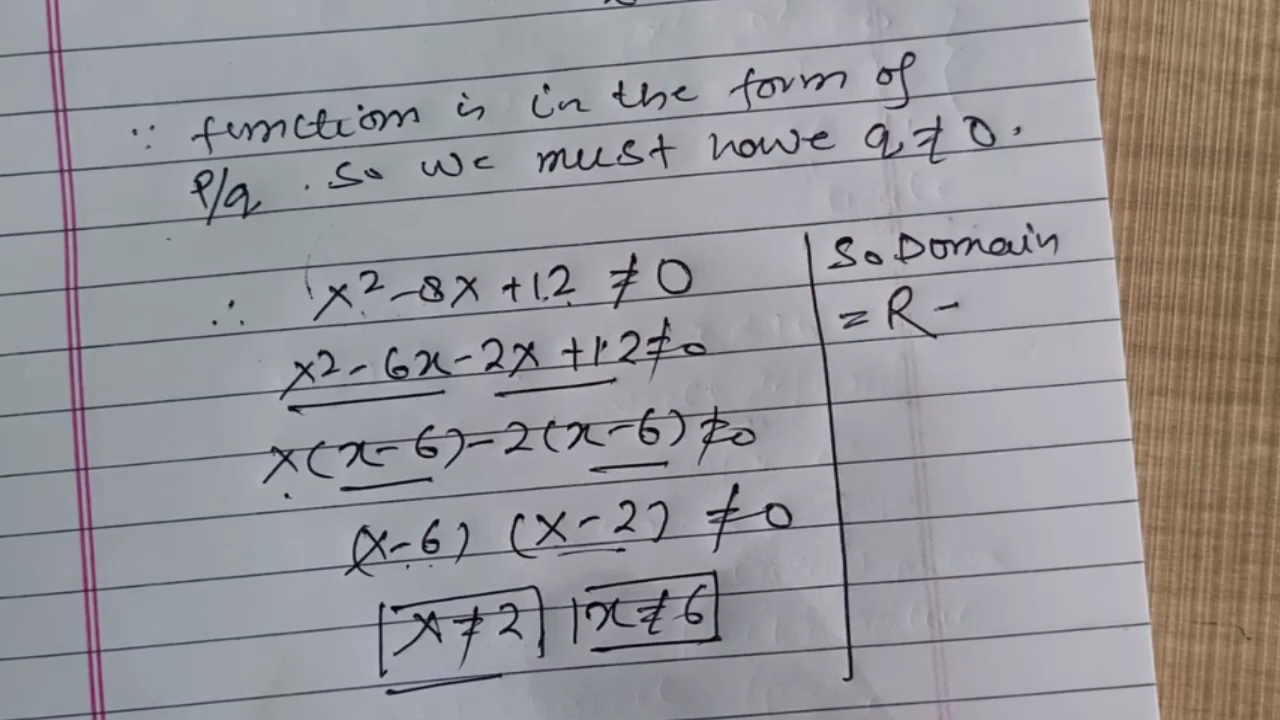 ∵ function is in the form of
P/q . So we must have q ≠ 0.
∴ x² - 8x + 12 ≠ 0
x² - 6x - 2x + 12 ≠ 0
x(x - 6) - 2(x - 6) ≠ 0
(x - 6) (x - 2) ≠ 0
x ≠ 2 x ≠ 6
So Domain
= R -